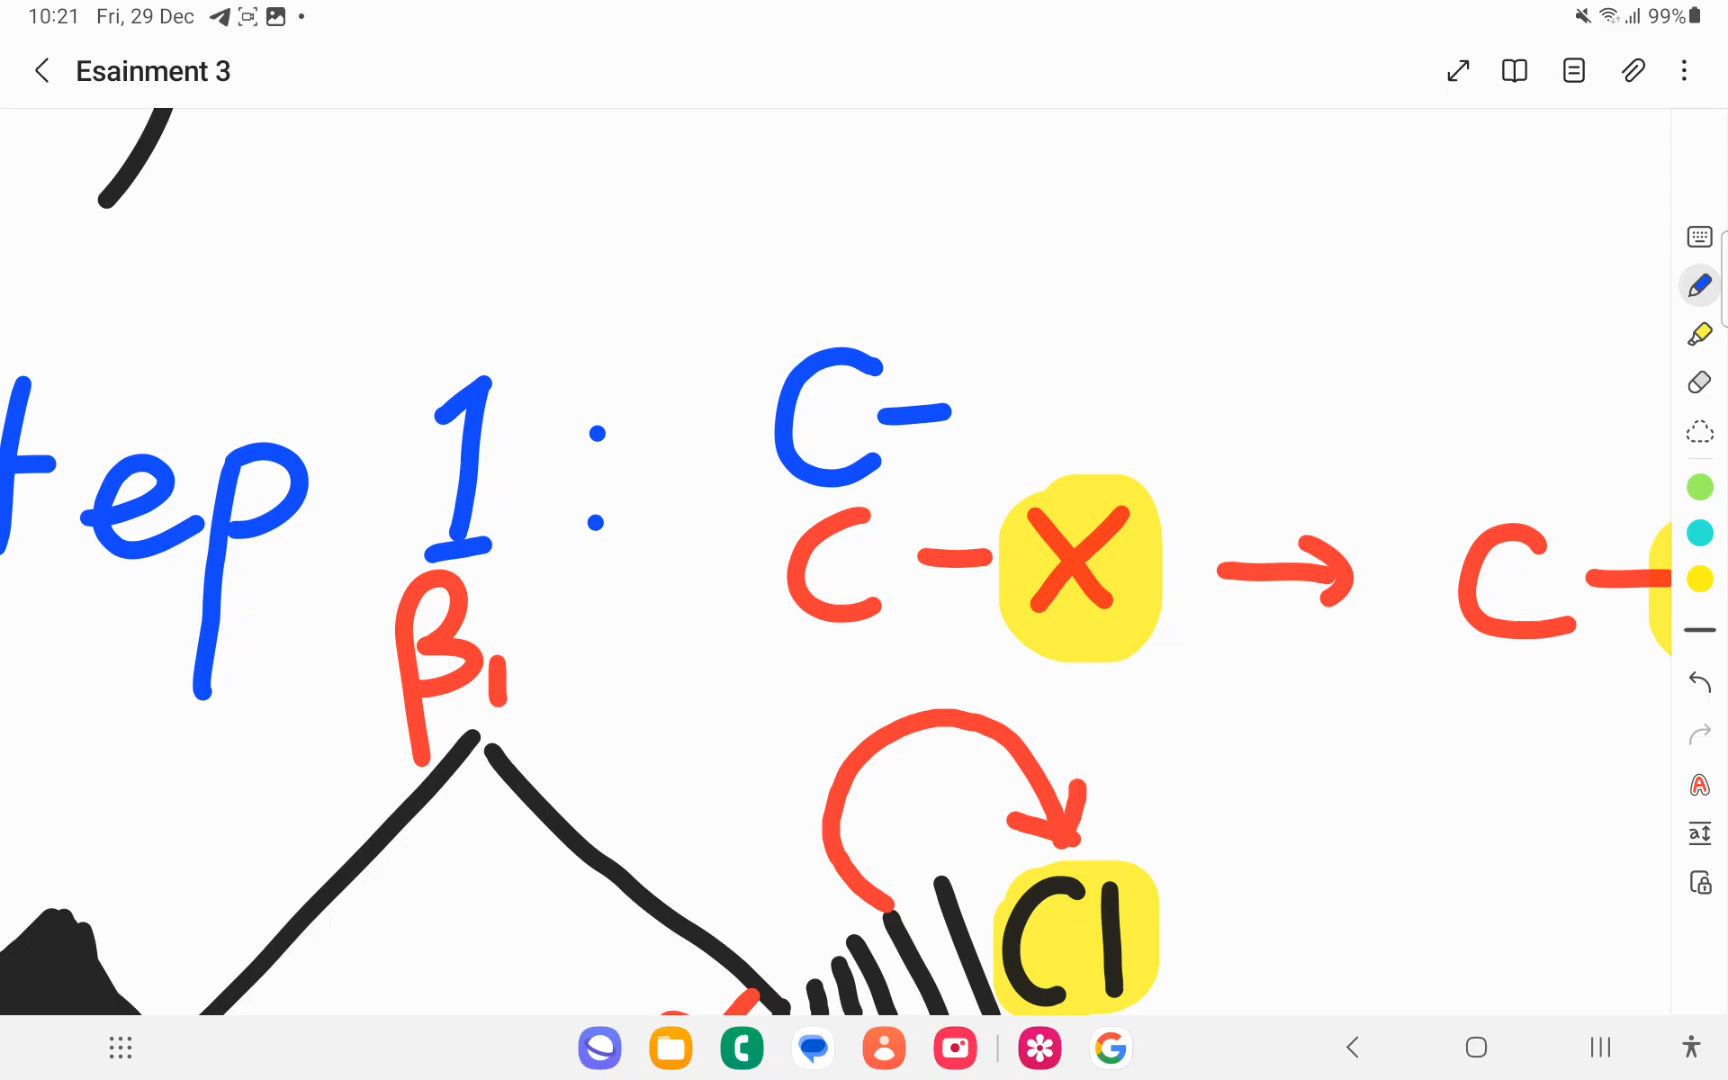 10:21 Fri, 29 Dec 99%
Esainment 3
tep 1 : C-
C - X → C -
β1
Cl